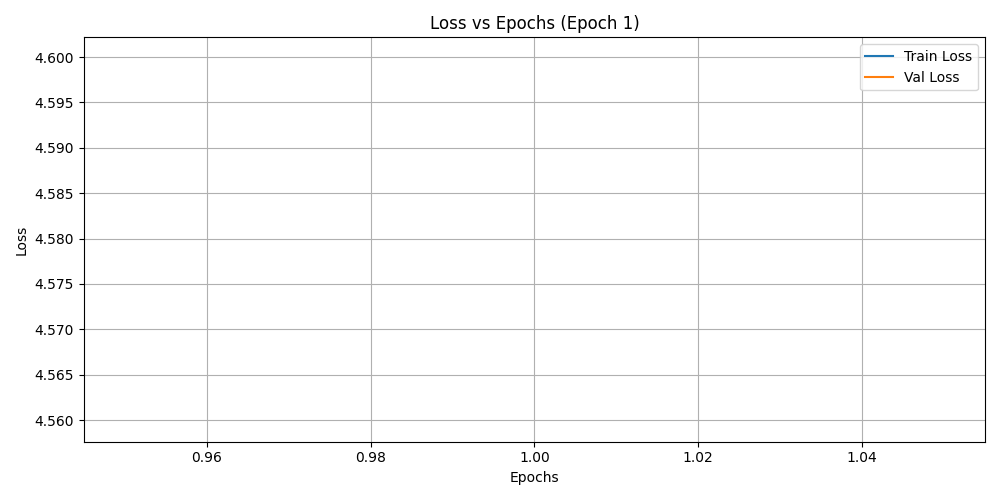 Loss vs Epochs (Epoch 1)
Train Loss
Val Loss
4.600
4.595
4.590
4.585
4.580
4.575
4.570
4.565
4.560
Loss
0.96 0.98 1.00 1.02 1.04
Epochs